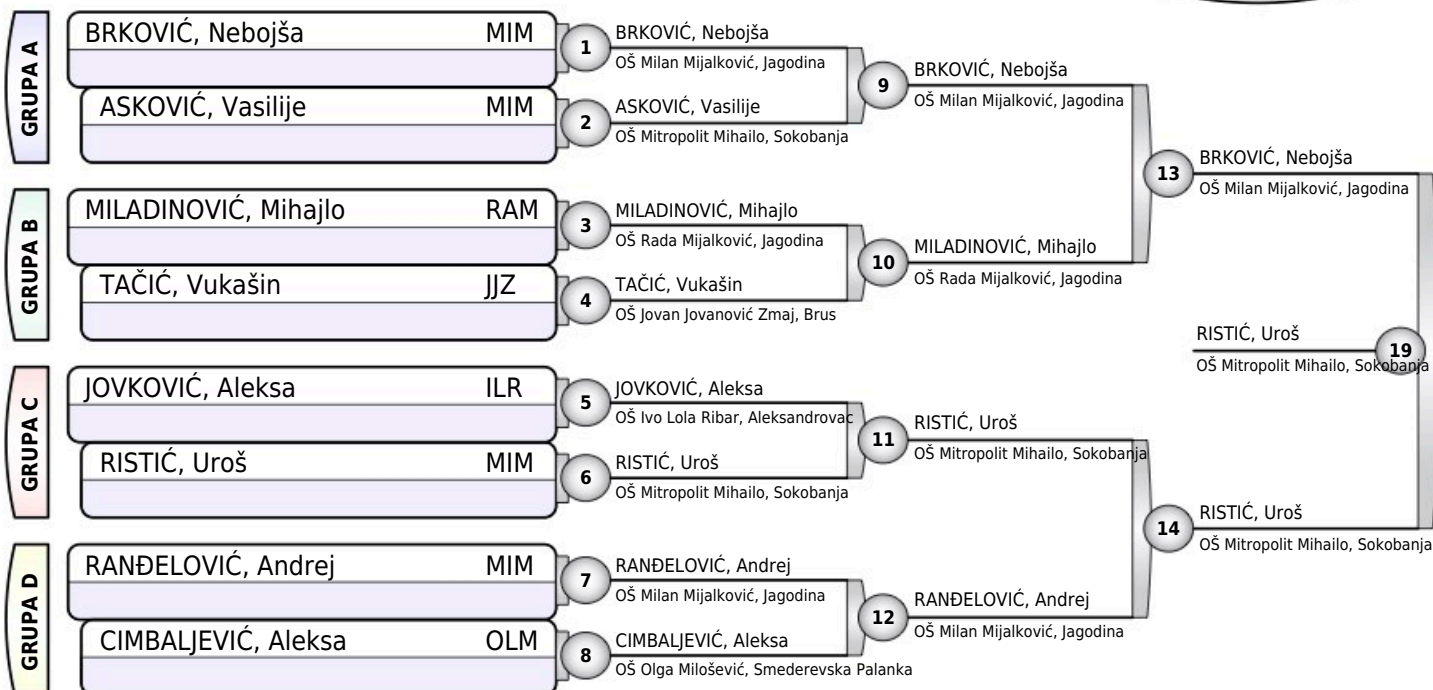 GRUPA A
BRKOVIĆ, Nebojša MIM
ASKOVIĆ, Vasilije MIM
GRUPA B
MILADINOVIĆ, Mihajlo RAM
TAČIĆ, Vukašin JJZ
GRUPA C
JOVKOVIĆ, Aleksa ILR
RISTIĆ, Uroš MIM
GRUPA D
RANĐELOVIĆ, Andrej MIM
CIMBALJEVIĆ, Aleksa OLM
1
BRKOVIĆ, Nebojša
OŠ Milan Mijalković, Jagodina
2
ASKOVIĆ, Vasilije
OŠ Mitropolit Mihailo, Sokobanja
3
MILADINOVIĆ, Mihajlo
OŠ Rada Mijalković, Jagodina
4
TAČIĆ, Vukašin
OŠ Jovan Jovanović Zmaj, Brus
5
JOVKOVIĆ, Aleksa
OŠ Ivo Lola Ribar, Aleksandrovac
6
RISTIĆ, Uroš
OŠ Mitropolit Mihailo, Sokobanja
7
RANĐELOVIĆ, Andrej
OŠ Milan Mijalković, Jagodina
8
CIMBALJEVIĆ, Aleksa
OŠ Olga Milošević, Smederevska Palanka
9
BRKOVIĆ, Nebojša
OŠ Milan Mijalković, Jagodina
10
MILADINOVIĆ, Mihajlo
OŠ Rada Mijalković, Jagodina
11
RISTIĆ, Uroš
OŠ Mitropolit Mihailo, Sokobanja
12
RANĐELOVIĆ, Andrej
OŠ Milan Mijalković, Jagodina
13
BRKOVIĆ, Nebojša
OŠ Milan Mijalković, Jagodina
14
RISTIĆ, Uroš
OŠ Mitropolit Mihailo, Sokobanja
RISTIĆ, Uroš
19
OŠ Mitropolit Mihailo, Sokobanja